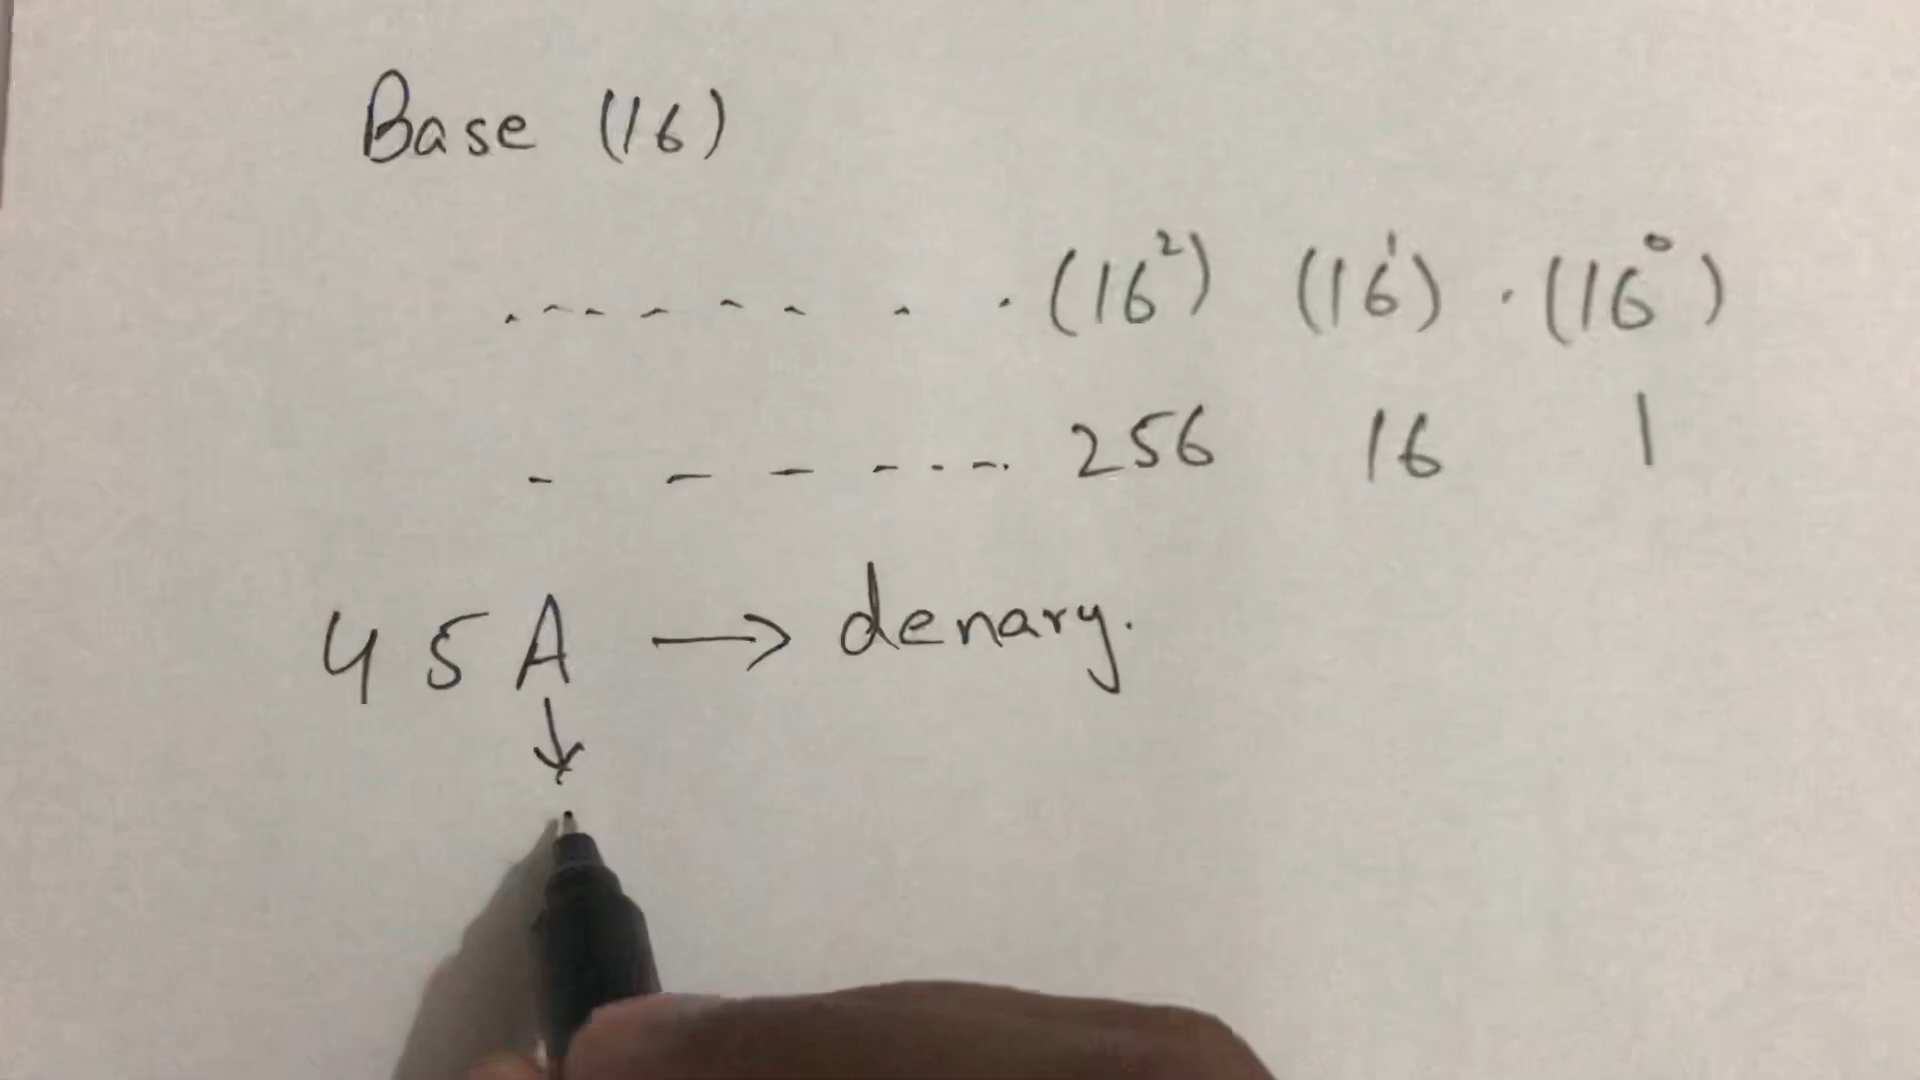 Base (16)
. - - - - - - - . (16²) (16¹) · (16⁰)
- - - - - - . 256 16 1
45A → denary.
↓